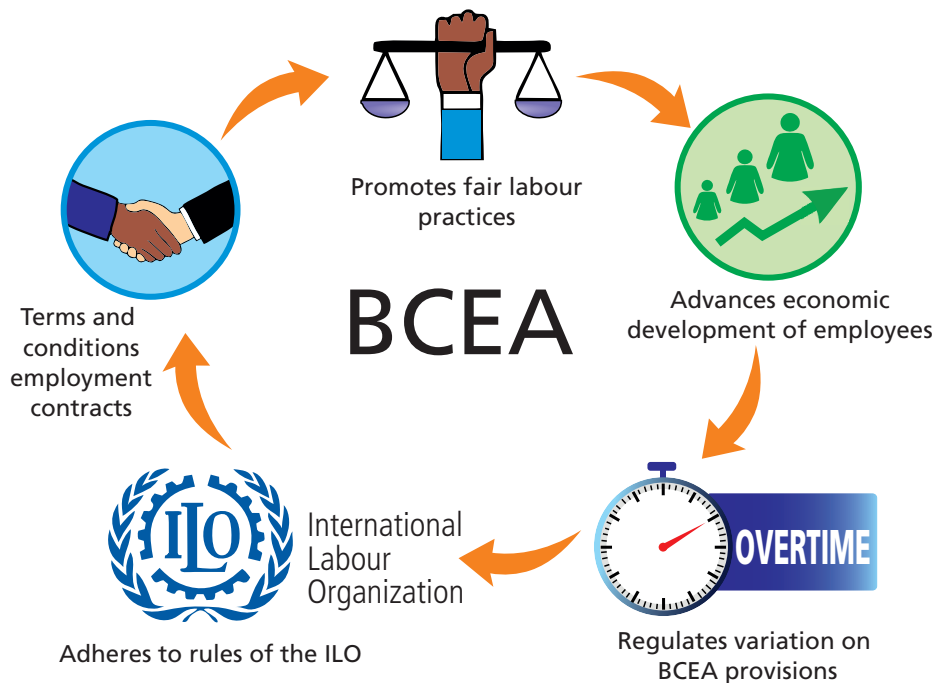 Promotes fair labour
practices
Advances economic
development of employees
BCEA
OVERTIME
Regulates variation on
BCEA provisions
ILO
International
Labour
Organization
Adheres to rules of the ILO
Terms and
conditions
employment
contracts